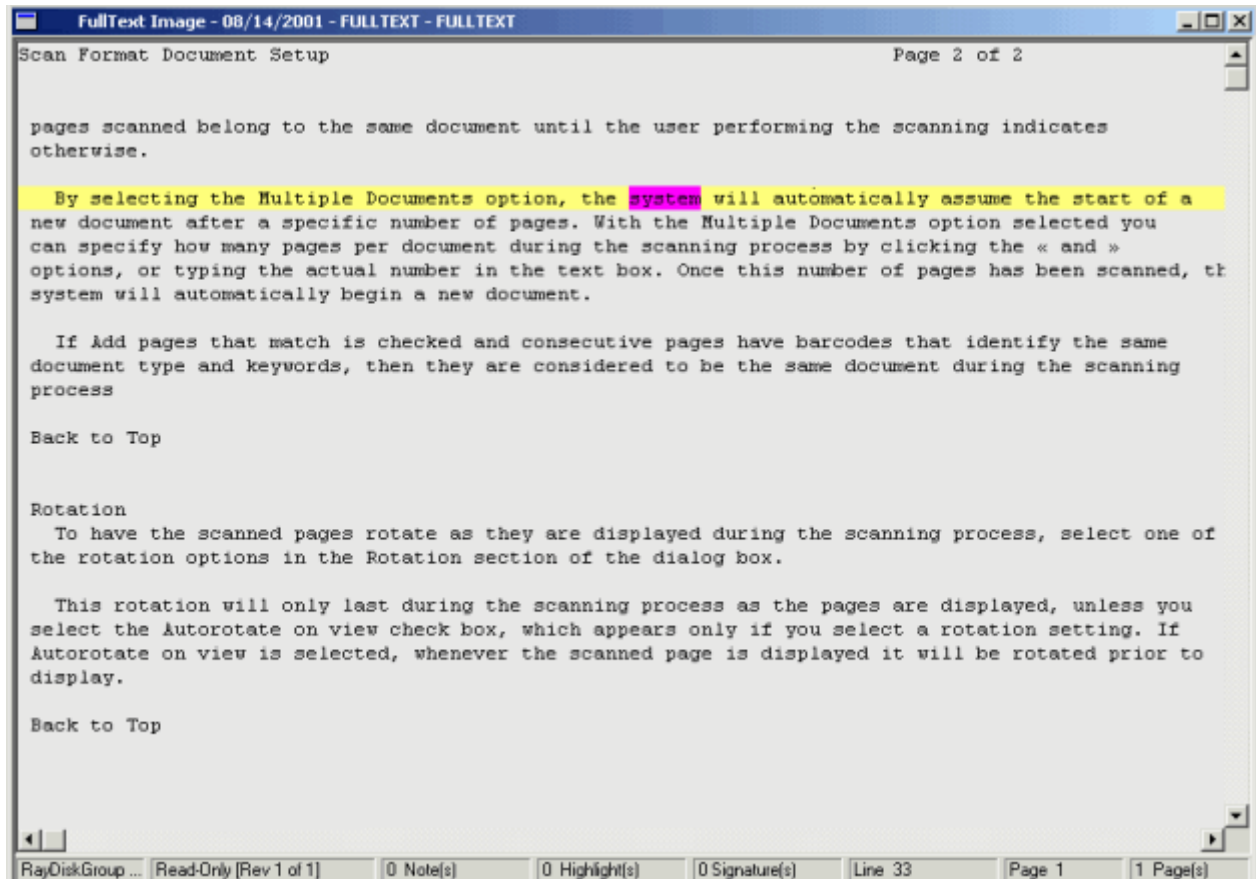 FullText Image - 08/14/2001 - FULLTEXT - FULLTEXT
Scan Format Document Setup Page 2 of 2
pages scanned belong to the same document until the user performing the scanning indicates
otherwise.
By selecting the Multiple Documents option, the system will automatically assume the start of a
new document after a specific number of pages. With the Multiple Documents option selected you
can specify how many pages per document during the scanning process by clicking the « and »
options, or typing the actual number in the text box. Once this number of pages has been scanned, th
system will automatically begin a new document.
If Add pages that match is checked and consecutive pages have barcodes that identify the same
document type and keywords, then they are considered to be the same document during the scanning
process
Back to Top
Rotation
To have the scanned pages rotate as they are displayed during the scanning process, select one of
the rotation options in the Rotation section of the dialog box.
This rotation will only last during the scanning process as the pages are displayed, unless you
select the Autorotate on view check box, which appears only if you select a rotation setting. If
Autorotate on view is selected, whenever the scanned page is displayed it will be rotated prior to
display.
Back to Top
RayDiskGroup ... Read-Only [Rev 1 of 1] 0 Note(s) 0 Highlight(s) 0 Signature(s) Line 33 Page 1 1 Page(s)